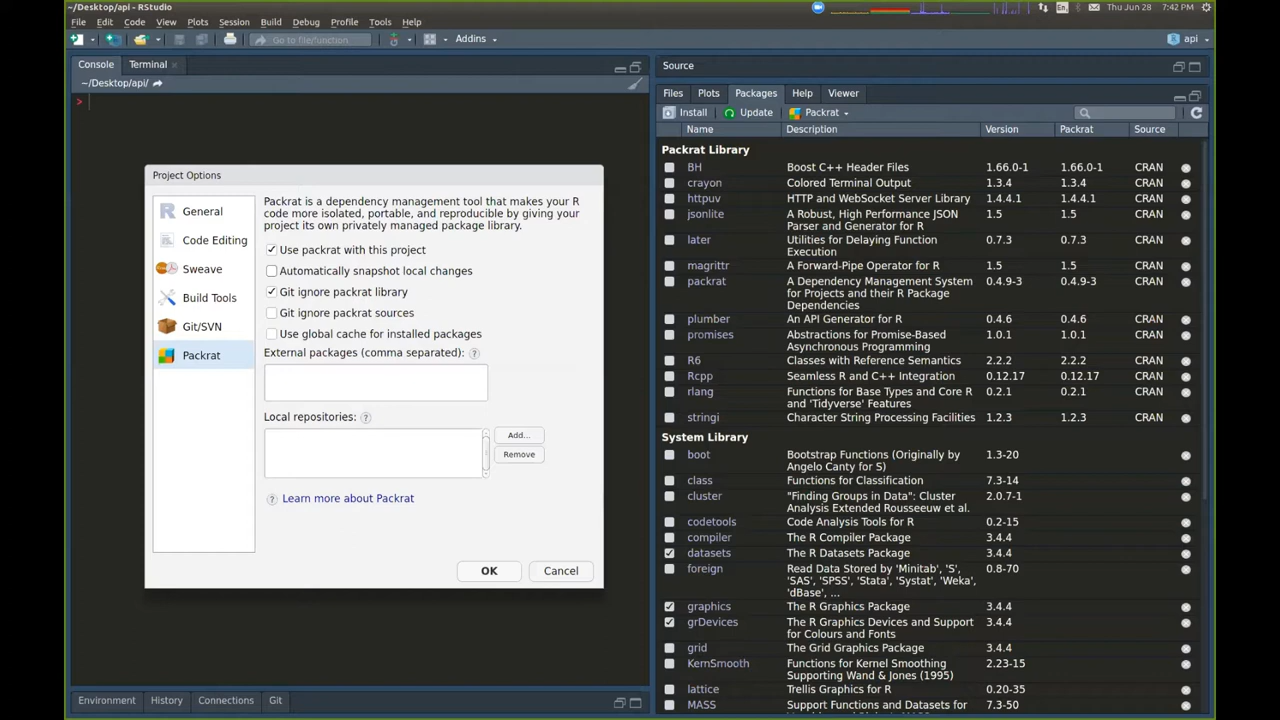 ~/Desktop/api - RStudio
En
Thu Jun 28 7:42 PM
File Edit Code View Plots Session Build Debug Profile Tools Help
Go to file/function
Addins
api
Console Terminal
~/Desktop/api/
>
Source
Files Plots Packages Help Viewer
Install Update Packrat
Name Description Version Packrat Source
Packrat Library
BH Boost C++ Header Files 1.66.0-1 1.66.0-1 CRAN
crayon Colored Terminal Output 1.3.4 1.3.4 CRAN
httpuv HTTP and WebSocket Server Library 1.4.4.1 1.4.4.1 CRAN
jsonlite A Robust, High Performance JSON 1.5 1.5 CRAN
Parser and Generator for R
later Utilities for Delaying Function 0.7.3 0.7.3 CRAN
Execution
magrittr A Forward-Pipe Operator for R 1.5 1.5 CRAN
packrat A Dependency Management System 0.4.9-3 0.4.9-3 CRAN
for Projects and their R Package
Dependencies
plumber An API Generator for R 0.4.6 0.4.6 CRAN
promises Abstractions for Promise-Based 1.0.1 1.0.1 CRAN
Asynchronous Programming
R6 Classes with Reference Semantics 2.2.2 2.2.2 CRAN
Rcpp Seamless R and C++ Integration 0.12.17 0.12.17 CRAN
rlang Functions for Base Types and Core R 0.2.1 0.2.1 CRAN
and 'Tidyverse' Features
stringi Character String Processing Facilities 1.2.3 1.2.3 CRAN
System Library
boot Bootstrap Functions (Originally by 1.3-20
Angelo Canty for S)
class Functions for Classification 7.3-14
cluster "Finding Groups in Data": Cluster 2.0.7-1
Analysis Extended Rousseeuw et al.
codetools Code Analysis Tools for R 0.2-15
compiler The R Compiler Package 3.4.4
datasets The R Datasets Package 3.4.4
foreign Read Data Stored by 'Minitab', 'S', 0.8-70
'SAS', 'SPSS', 'Stata', 'Systat', 'Weka',
'dBase', ...
graphics The R Graphics Package 3.4.4
grDevices The R Graphics Devices and Support 3.4.4
for Colours and Fonts
grid The Grid Graphics Package 3.4.4
KernSmooth Functions for Kernel Smoothing 2.23-15
Supporting Wand & Jones (1995)
lattice Trellis Graphics for R 0.20-35
MASS Support Functions and Datasets for 7.3-50
Project Options
General
Code Editing
Sweave
Build Tools
Git/SVN
Packrat
Packrat is a dependency management tool that makes your R
code more isolated, portable, and reproducible by giving your
project its own privately managed package library.
Use packrat with this project
Automatically snapshot local changes
Git ignore packrat library
Git ignore packrat sources
Use global cache for installed packages
External packages (comma separated): ?
Local repositories: ?
Add...
Remove
? Learn more about Packrat
OK Cancel
Environment History Connections Git